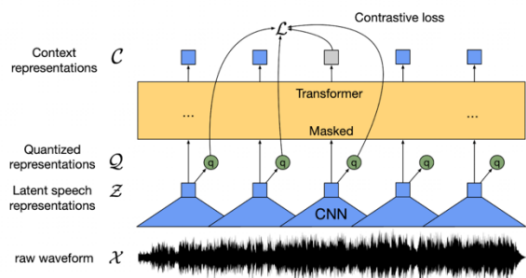 Contrastive loss
ℒ
Context
representations 𝒞
Transformer
... ...
Masked
Quantized
representations 𝒬
q q q q q
Latent speech
representations 𝒵
CNN
raw waveform 𝒳